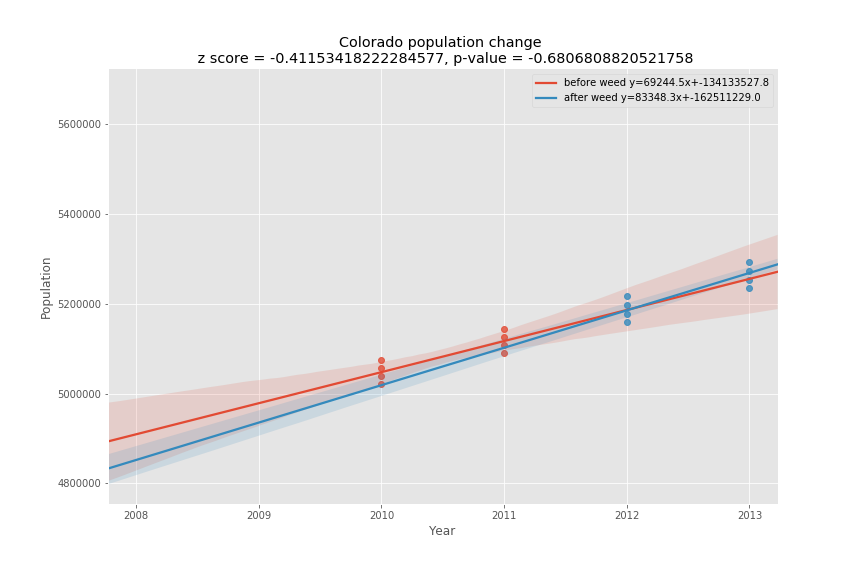 Colorado population change
z score = -0.41153418222284577, p-value = -0.6806808820521758
before weed y=69244.5x+-134133527.8
after weed y=83348.3x+-162511229.0
5600000
5400000
5200000
5000000
4800000
Population
2008 2009 2010 2011 2012 2013
Year